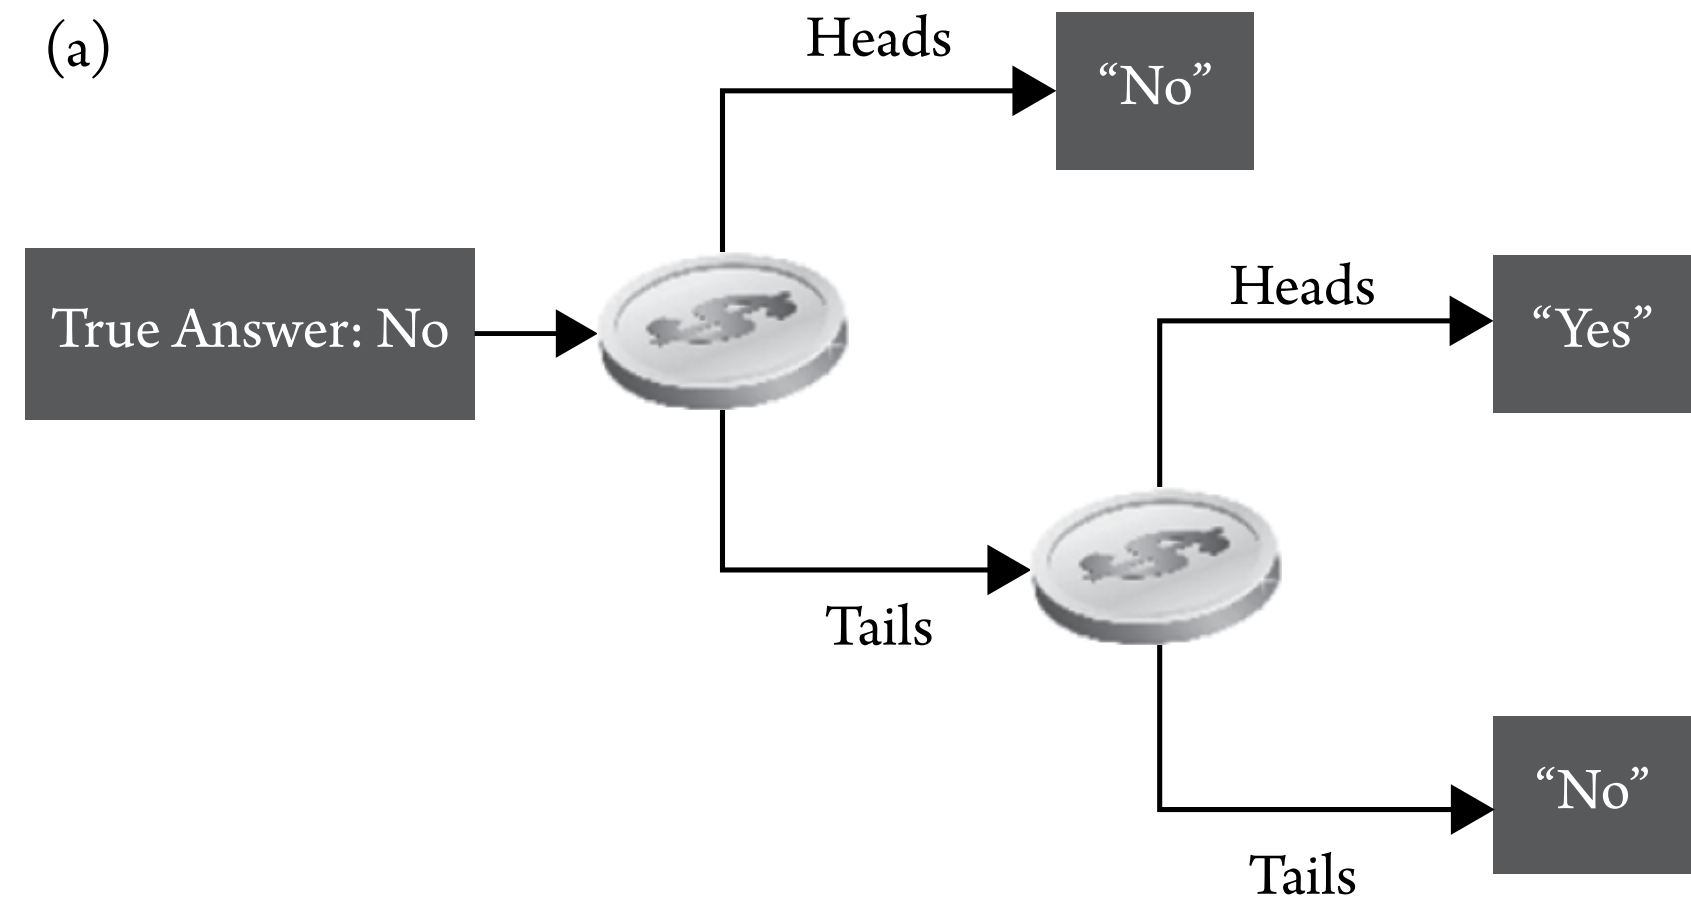 (a)
Heads
“No”
True Answer: No
Heads
“Yes”
Tails
“No”
Tails